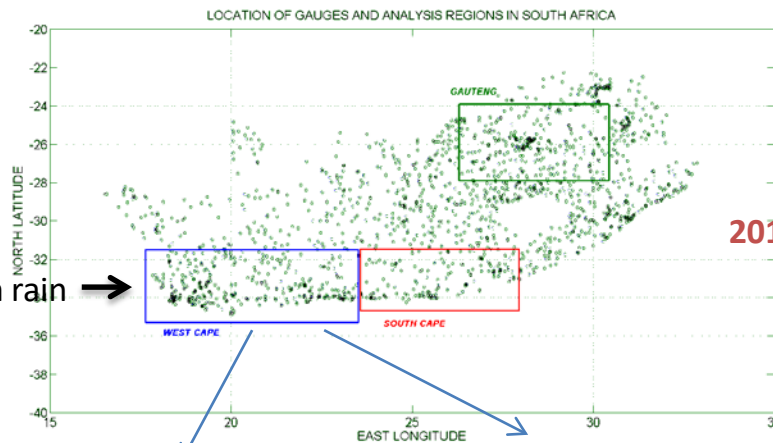 LOCATION OF GAUGES AND ANALYSIS REGIONS IN SOUTH AFRICA
-20
-22
-24
-26
-28
-30
-32
-34
-36
-38
-40
NORTH LATITUDE
GAUTENG
201
rain
WEST CAPE
SOUTH CAPE
15
20
25
30
EAST LONGITUDE